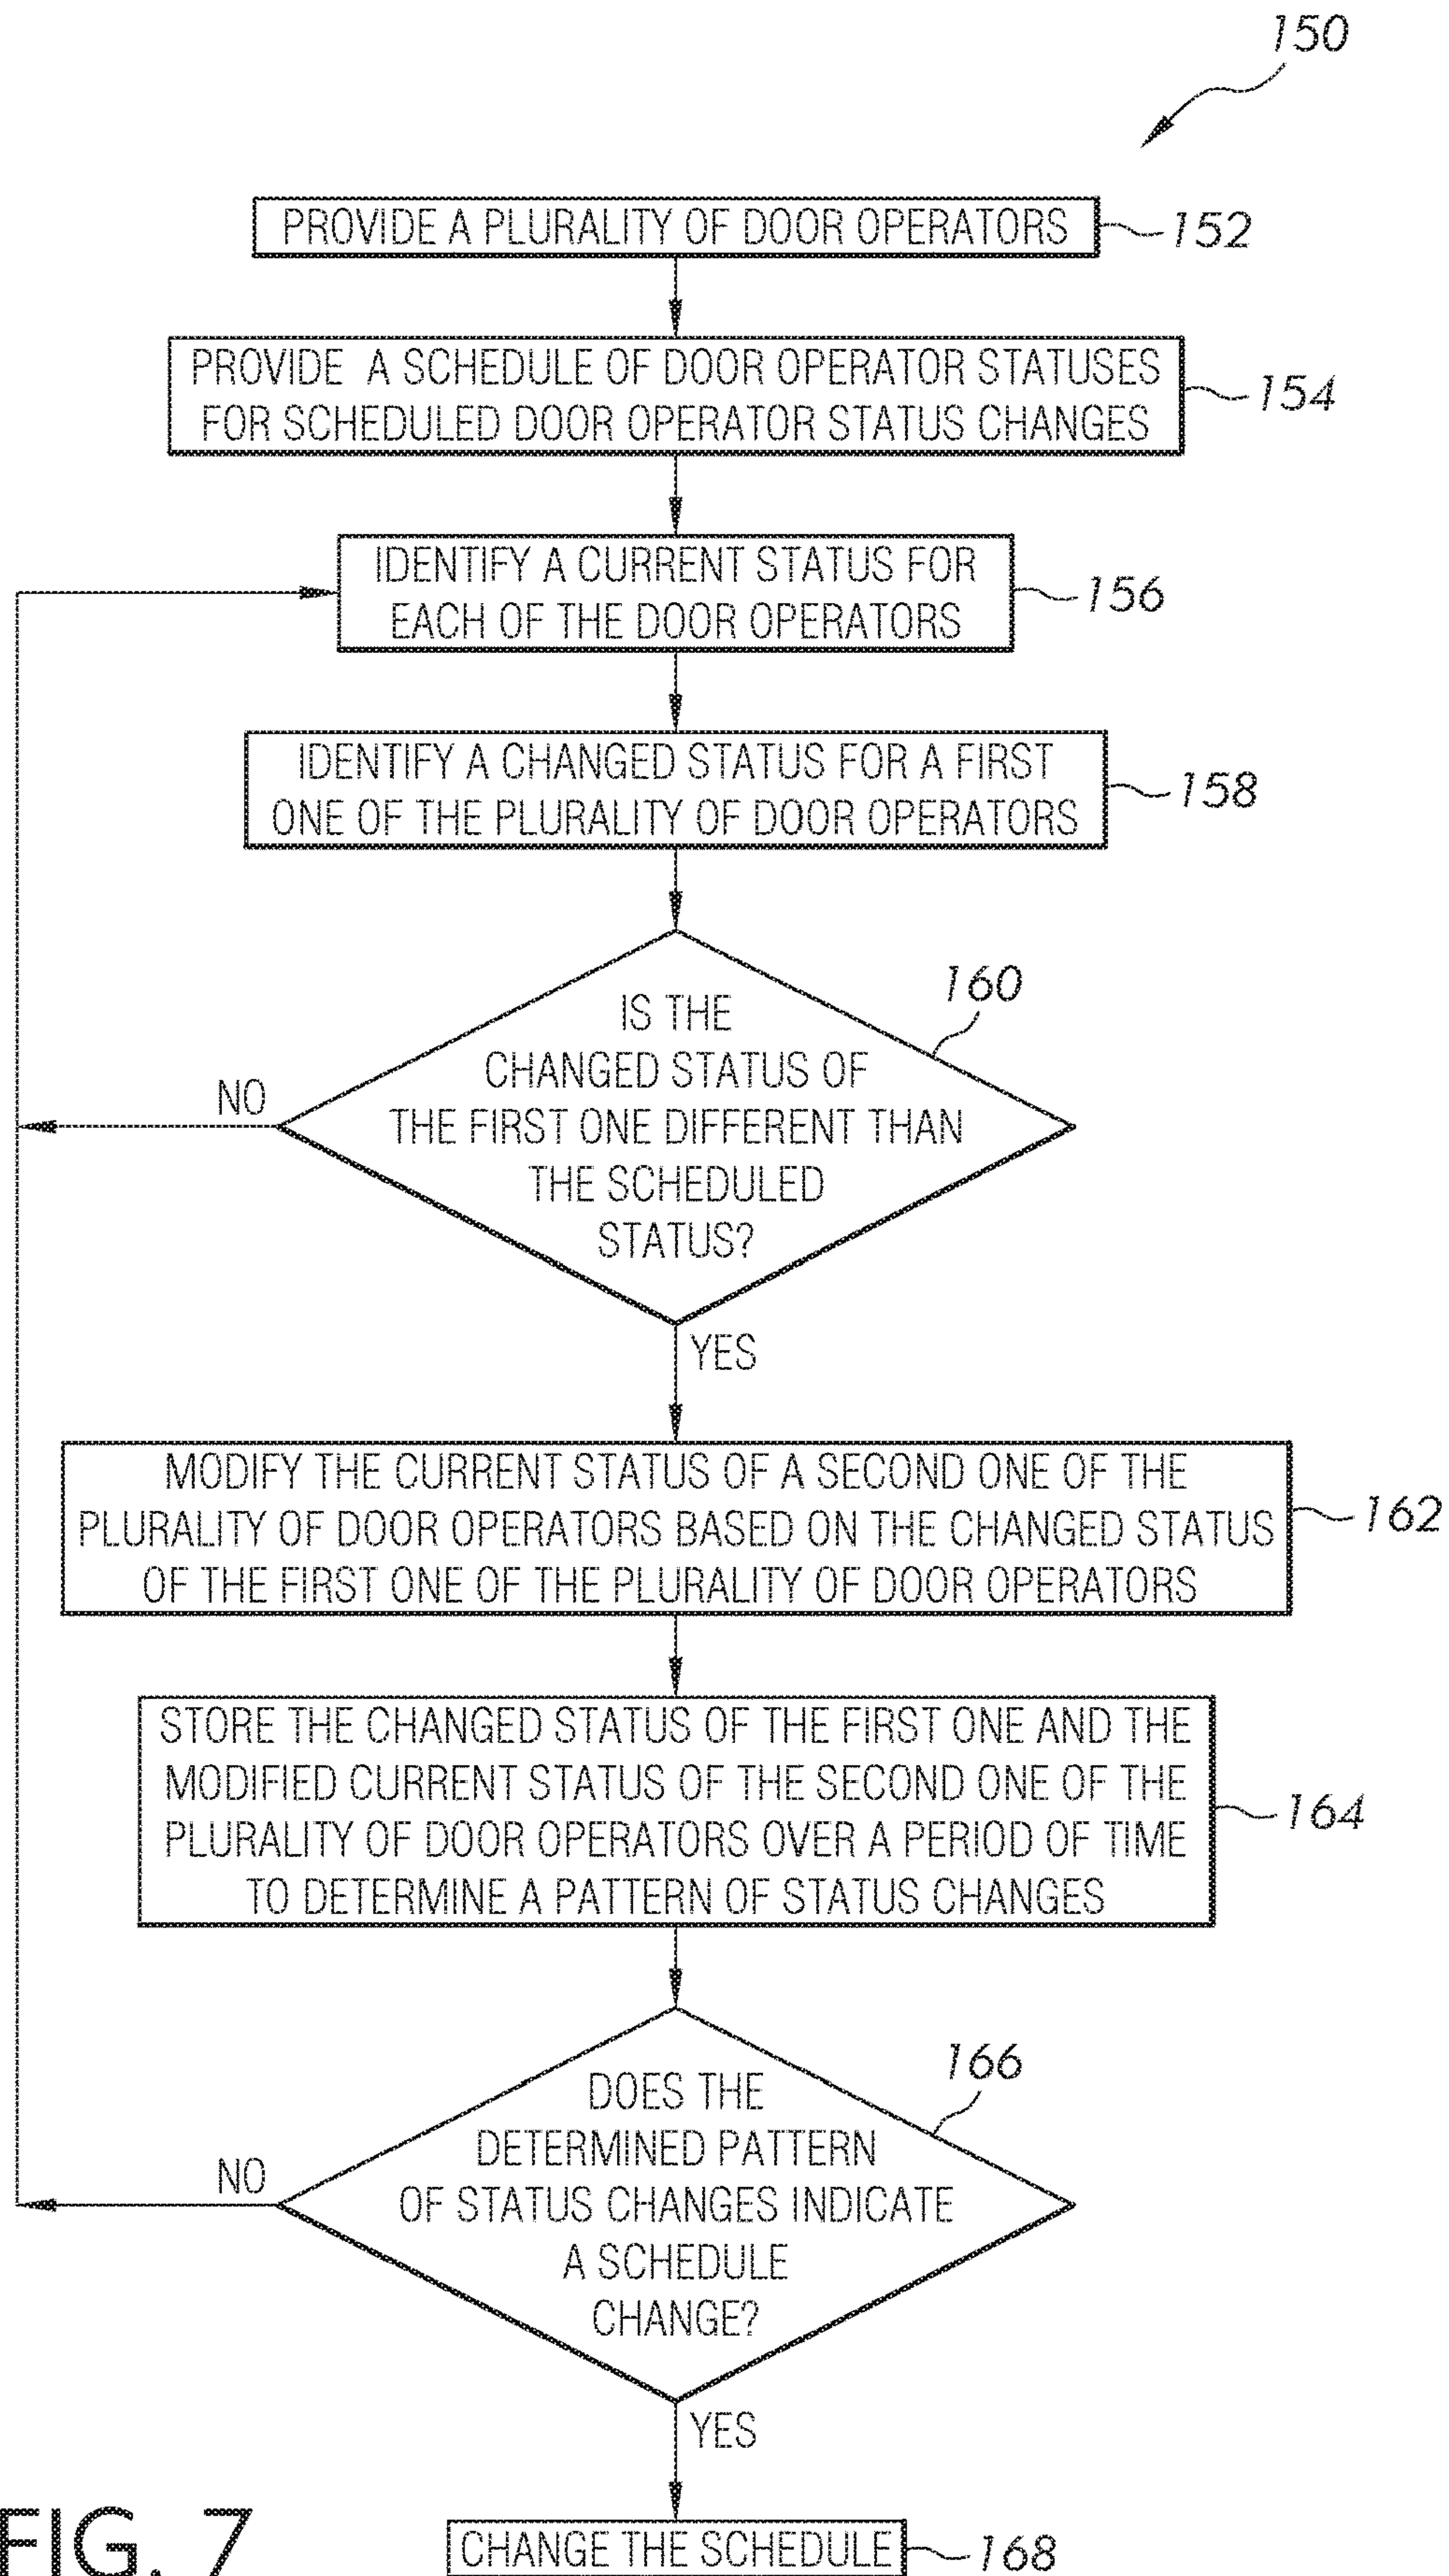 150
PROVIDE A PLURALITY OF DOOR OPERATORS
152
PROVIDE A SCHEDULE OF DOOR OPERATOR STATUSES
FOR SCHEDULED DOOR OPERATOR STATUS CHANGES
154
IDENTIFY A CURRENT STATUS FOR
EACH OF THE DOOR OPERATORS
156
IDENTIFY A CHANGED STATUS FOR A FIRST
ONE OF THE PLURALITY OF DOOR OPERATORS
158
160
IS THE
CHANGED STATUS OF
THE FIRST ONE DIFFERENT THAN
THE SCHEDULED
STATUS?
NO
YES
MODIFY THE CURRENT STATUS OF A SECOND ONE OF THE
PLURALITY OF DOOR OPERATORS BASED ON THE CHANGED STATUS
OF THE FIRST ONE OF THE PLURALITY OF DOOR OPERATORS
162
STORE THE CHANGED STATUS OF THE FIRST ONE AND THE
MODIFIED CURRENT STATUS OF THE SECOND ONE OF THE
PLURALITY OF DOOR OPERATORS OVER A PERIOD OF TIME
TO DETERMINE A PATTERN OF STATUS CHANGES
164
166
DOES THE
DETERMINED PATTERN
OF STATUS CHANGES INDICATE
A SCHEDULE
CHANGE?
NO
YES
CHANGE THE SCHEDULE
168
FIG. 7